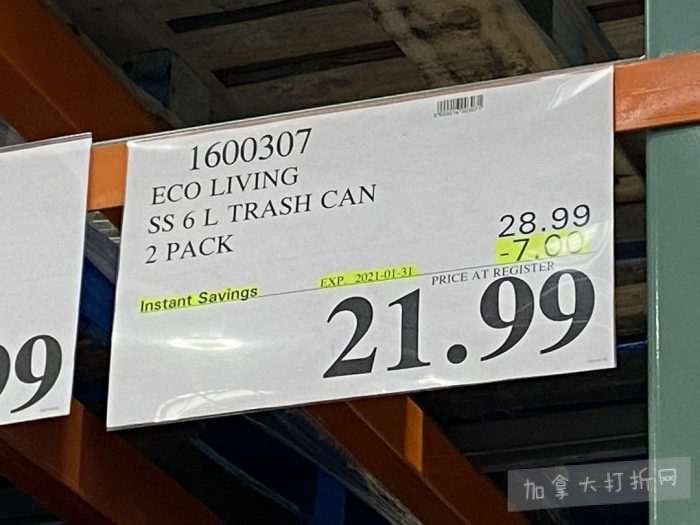 1600307
ECO LIVING
SS 6 L TRASH CAN
2 PACK
28.99
-7.00
Instant Savings
EXP. 2021-01-31
PRICE AT REGISTER
21.99
99
加拿大打折网